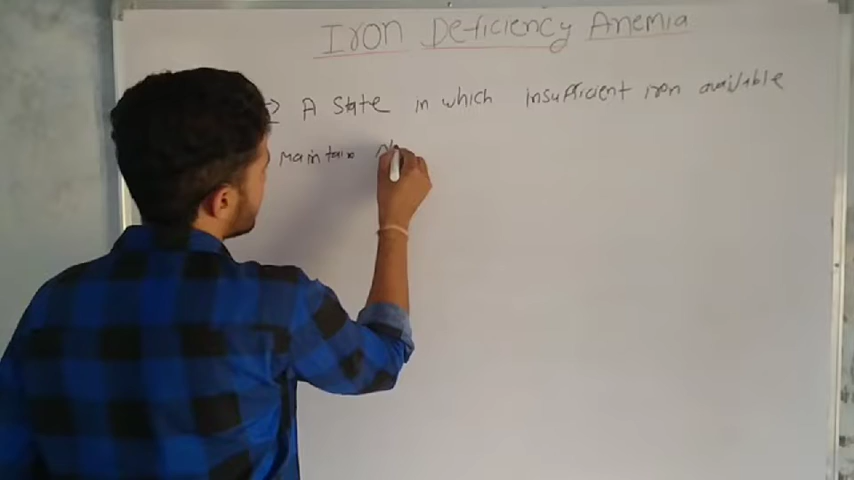 Iron Deficiency Anemia
→ A state in which insufficient iron available
maintain